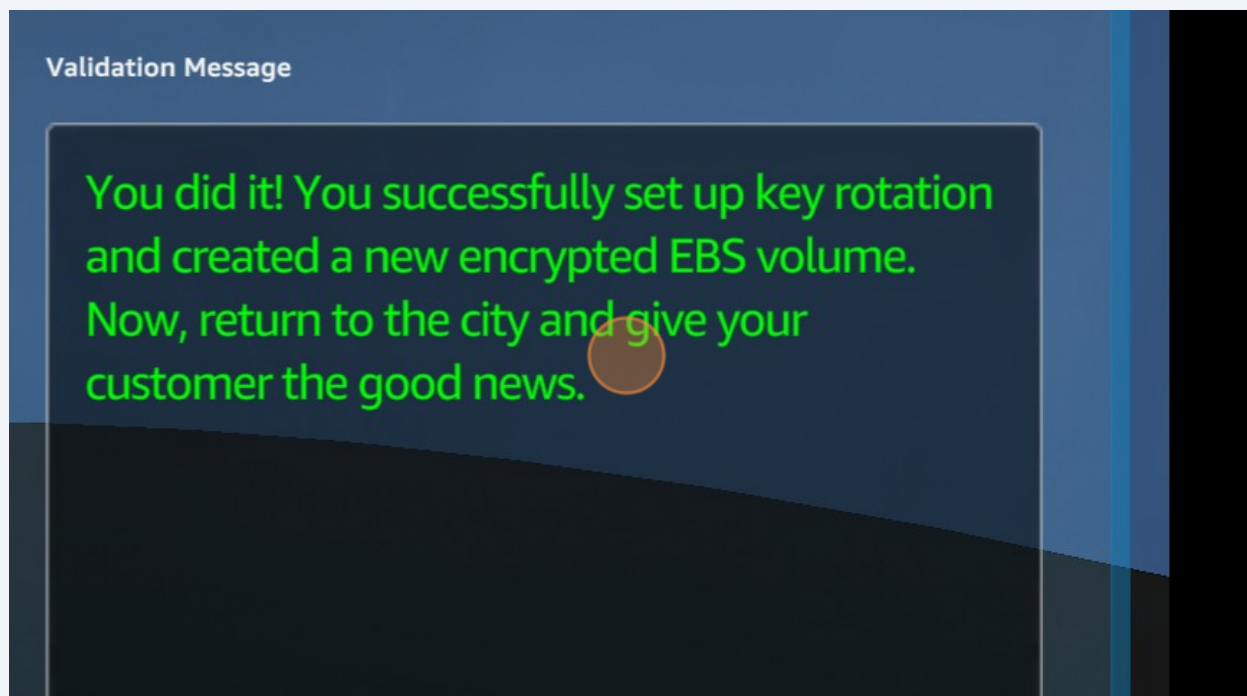 Validation Message
You did it! You successfully set up key rotation
and created a new encrypted EBS volume.
Now, return to the city and give your
customer the good news.